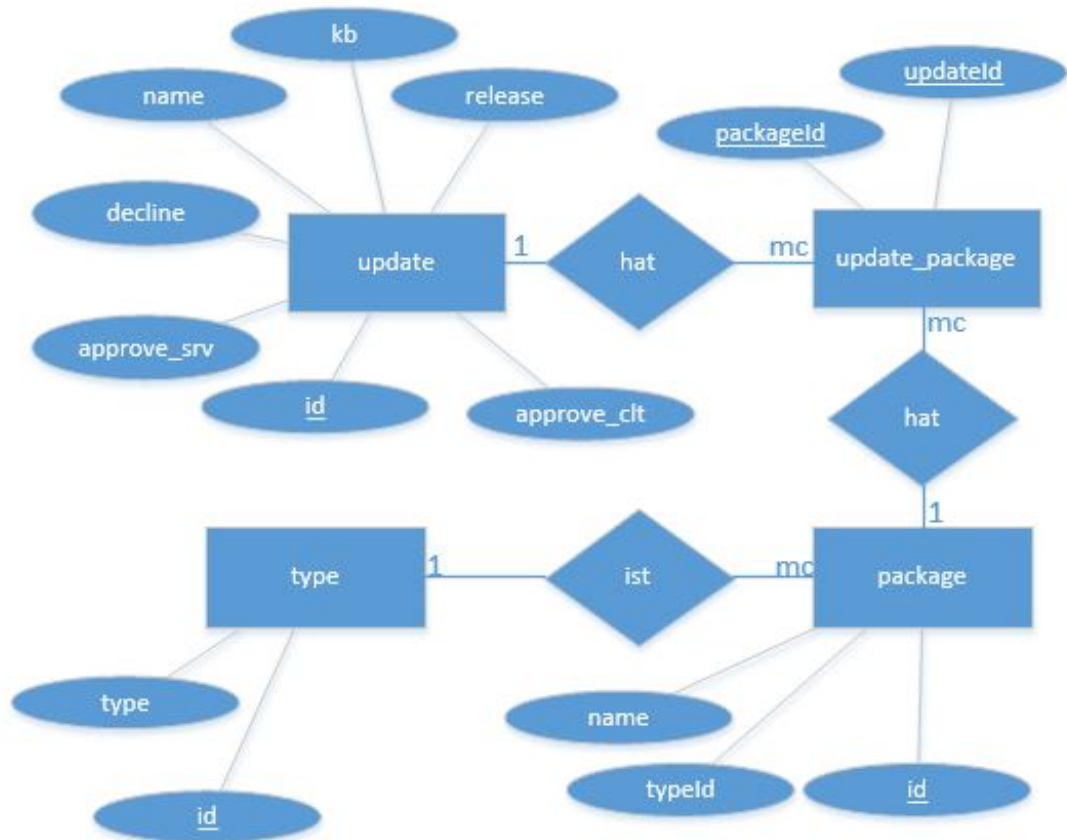 kb
updateId
name
release
packageId
decline
update
1
hat
mc
update_package
mc
approve_srv
id
approve_clt
hat
1
type
1
ist
mc
package
type
name
id
typeId
id